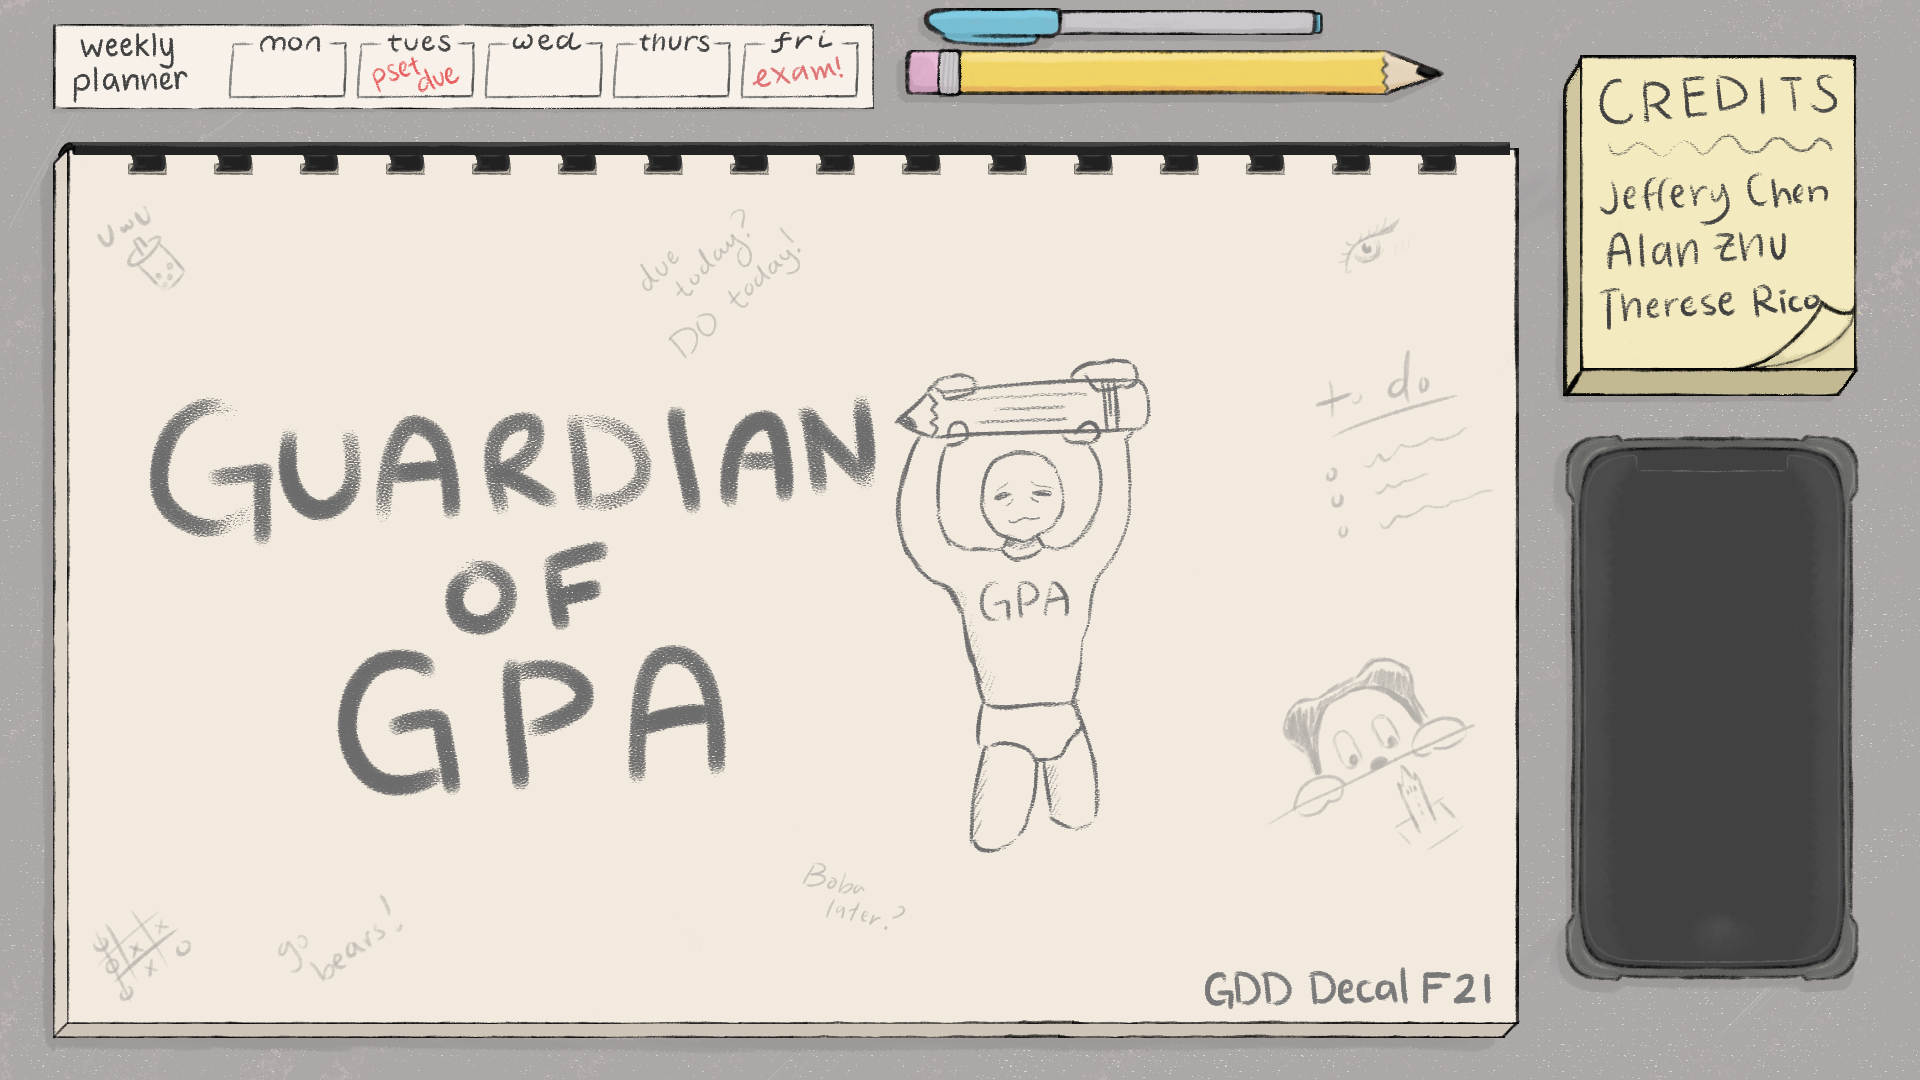 weekly
planner
mon
tues
wed
thurs
fri
pset
due
exam!
CREDITS
Jeffery Chen
Alan Zhu
Therese Rico
UwU
due
today?
DO today!
to do
GUARDIAN
OF
GPA
GPA
Boba
later?
go
bears!
GDD Decal F21